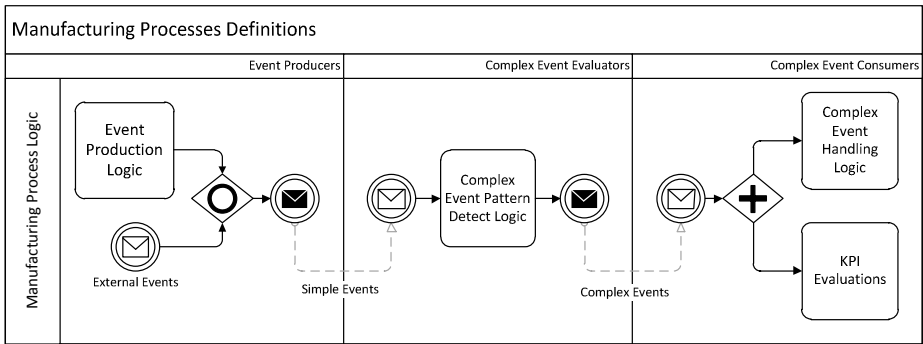 Manufacturing Processes Definitions
Event Producers
Complex Event Evaluators
Complex Event Consumers
Manufacturing Process Logic
Event
Production
Logic
External Events
Simple Events
Complex
Event Pattern
Detect Logic
Complex Events
Complex
Event
Handling
Logic
KPI
Evaluations